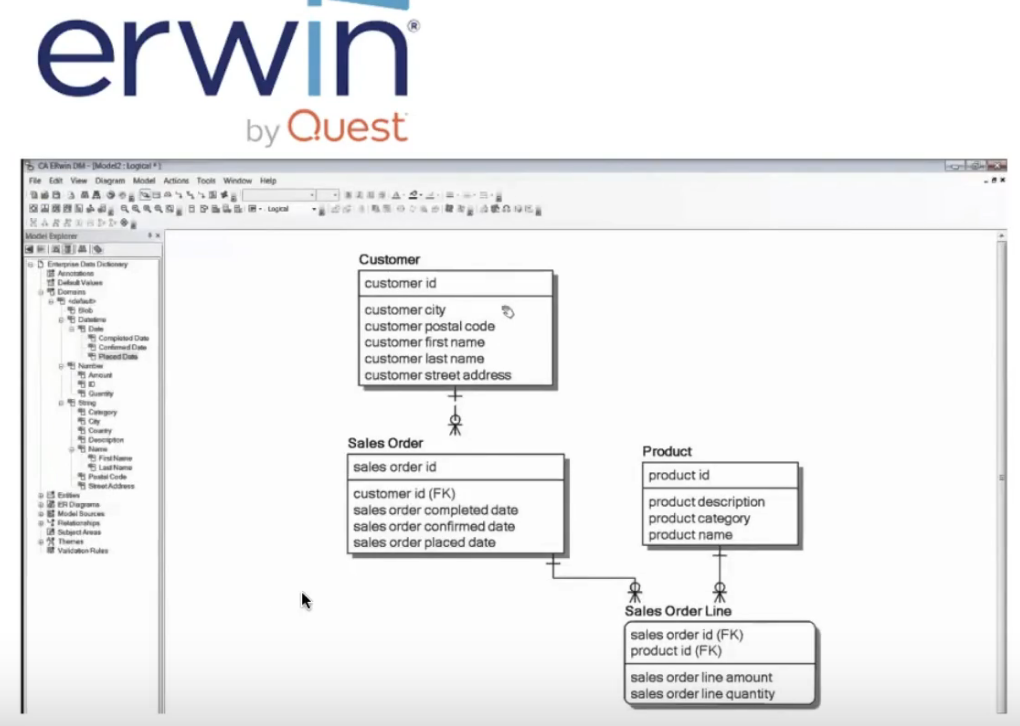 erwin®
by Quest
CA ERwin DM - [Model2 : Logical * ]
File Edit View Diagram Model Actions Tools Window Help
Logical
Model Explorer
Enterprise Data Dictionary
Annotations
Default Values
Domains
<default>
Blob
Datetime
Date
Completed Date
Confirmed Date
Placed Date
Number
Amount
ID
Quantity
String
Category
City
Country
Description
Name
First Name
Last Name
Postal Code
Street Address
Entities
ER Diagrams
Model Sources
Relationships
Subject Areas
Themes
Validation Rules
Customer
customer id
customer city
customer postal code
customer first name
customer last name
customer street address
Sales Order
sales order id
customer id (FK)
sales order completed date
sales order confirmed date
sales order placed date
Product
product id
product description
product category
product name
Sales Order Line
sales order id (FK)
product id (FK)
sales order line amount
sales order line quantity